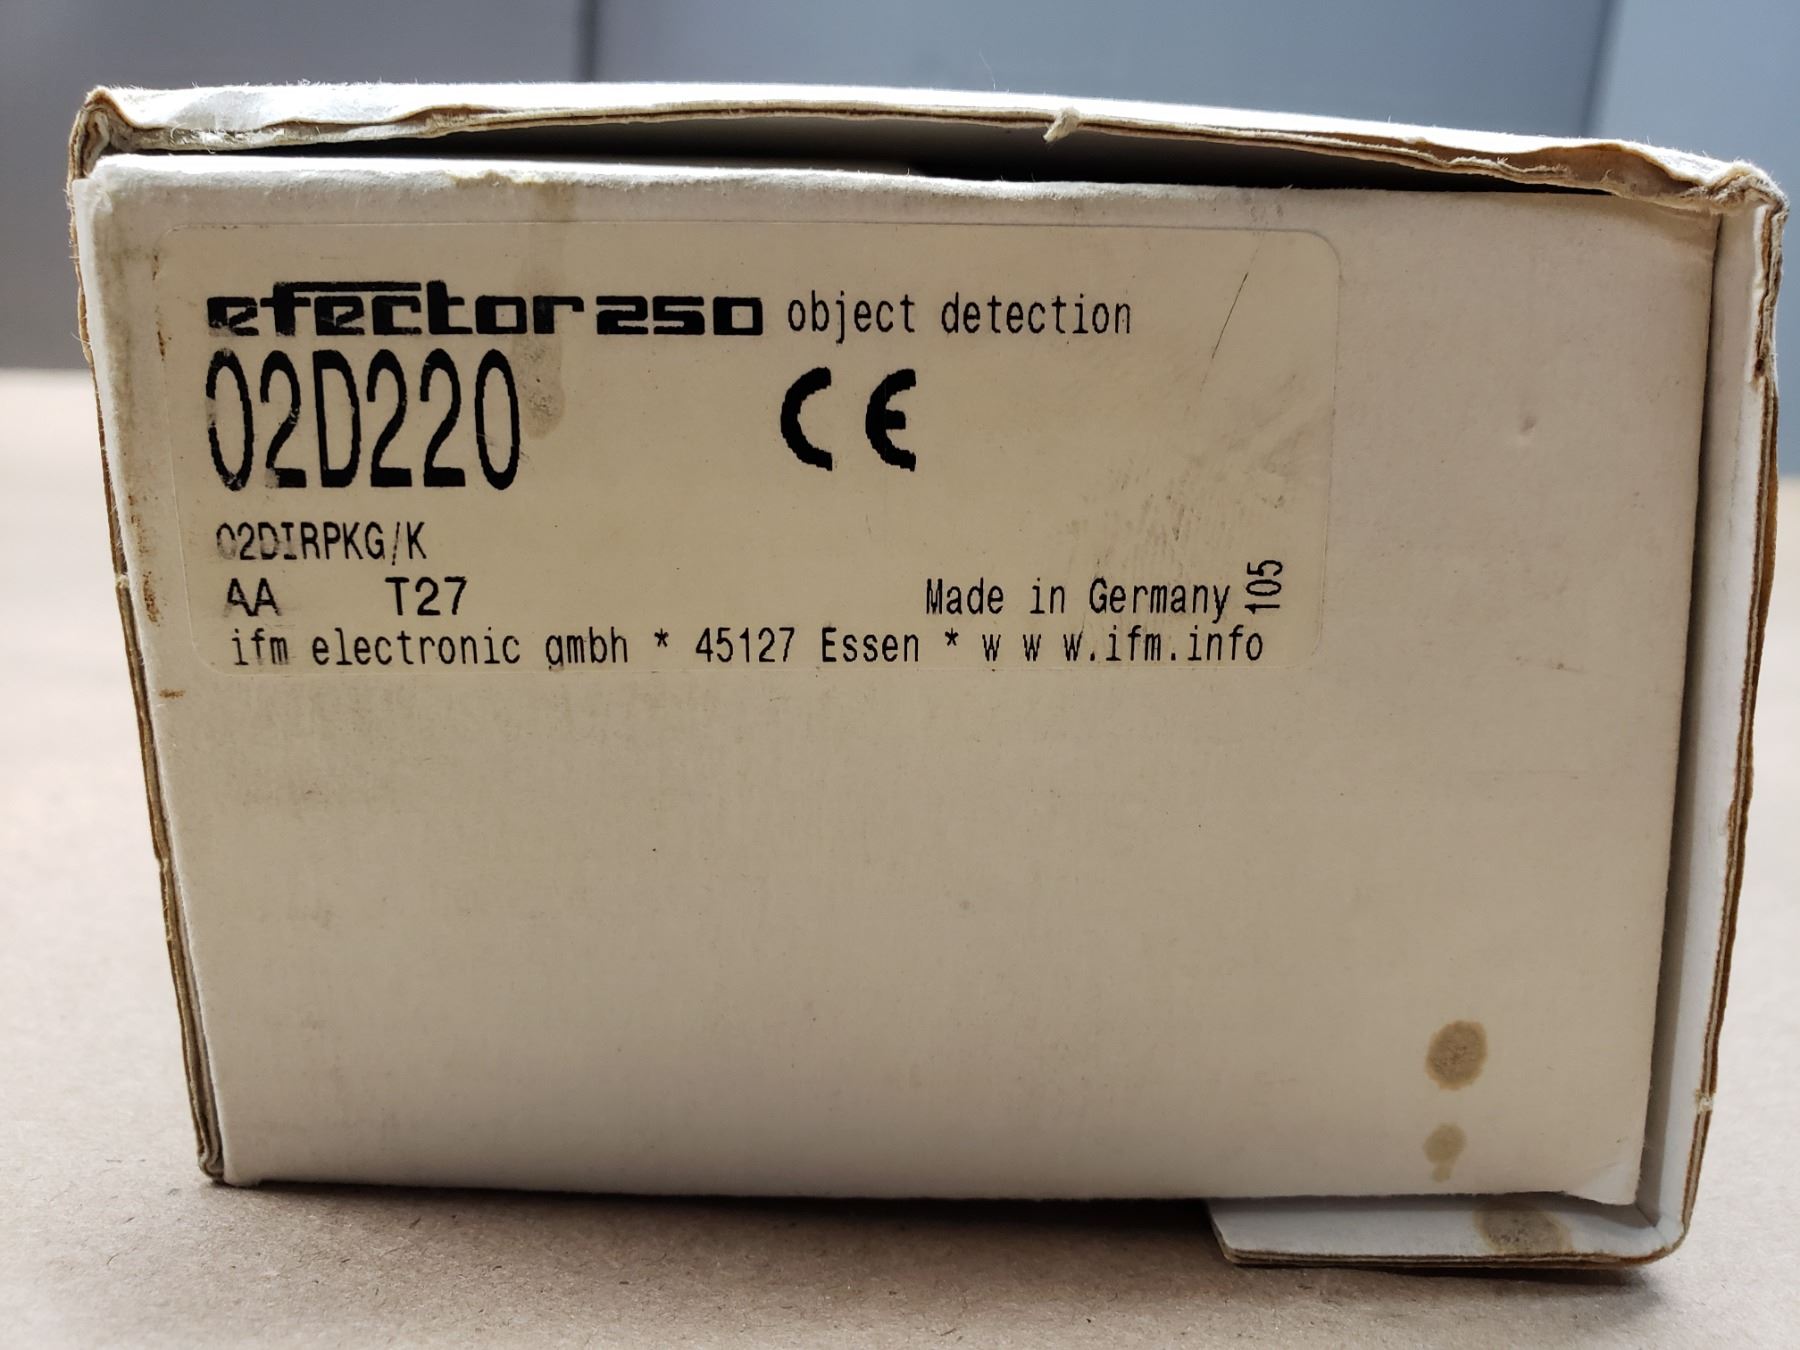 efector250 object detection
O2D220
CE
O2DIRPKG/K
AA T27
Made in Germany 105
ifm electronic gmbh * 45127 Essen * w w w.ifm.info